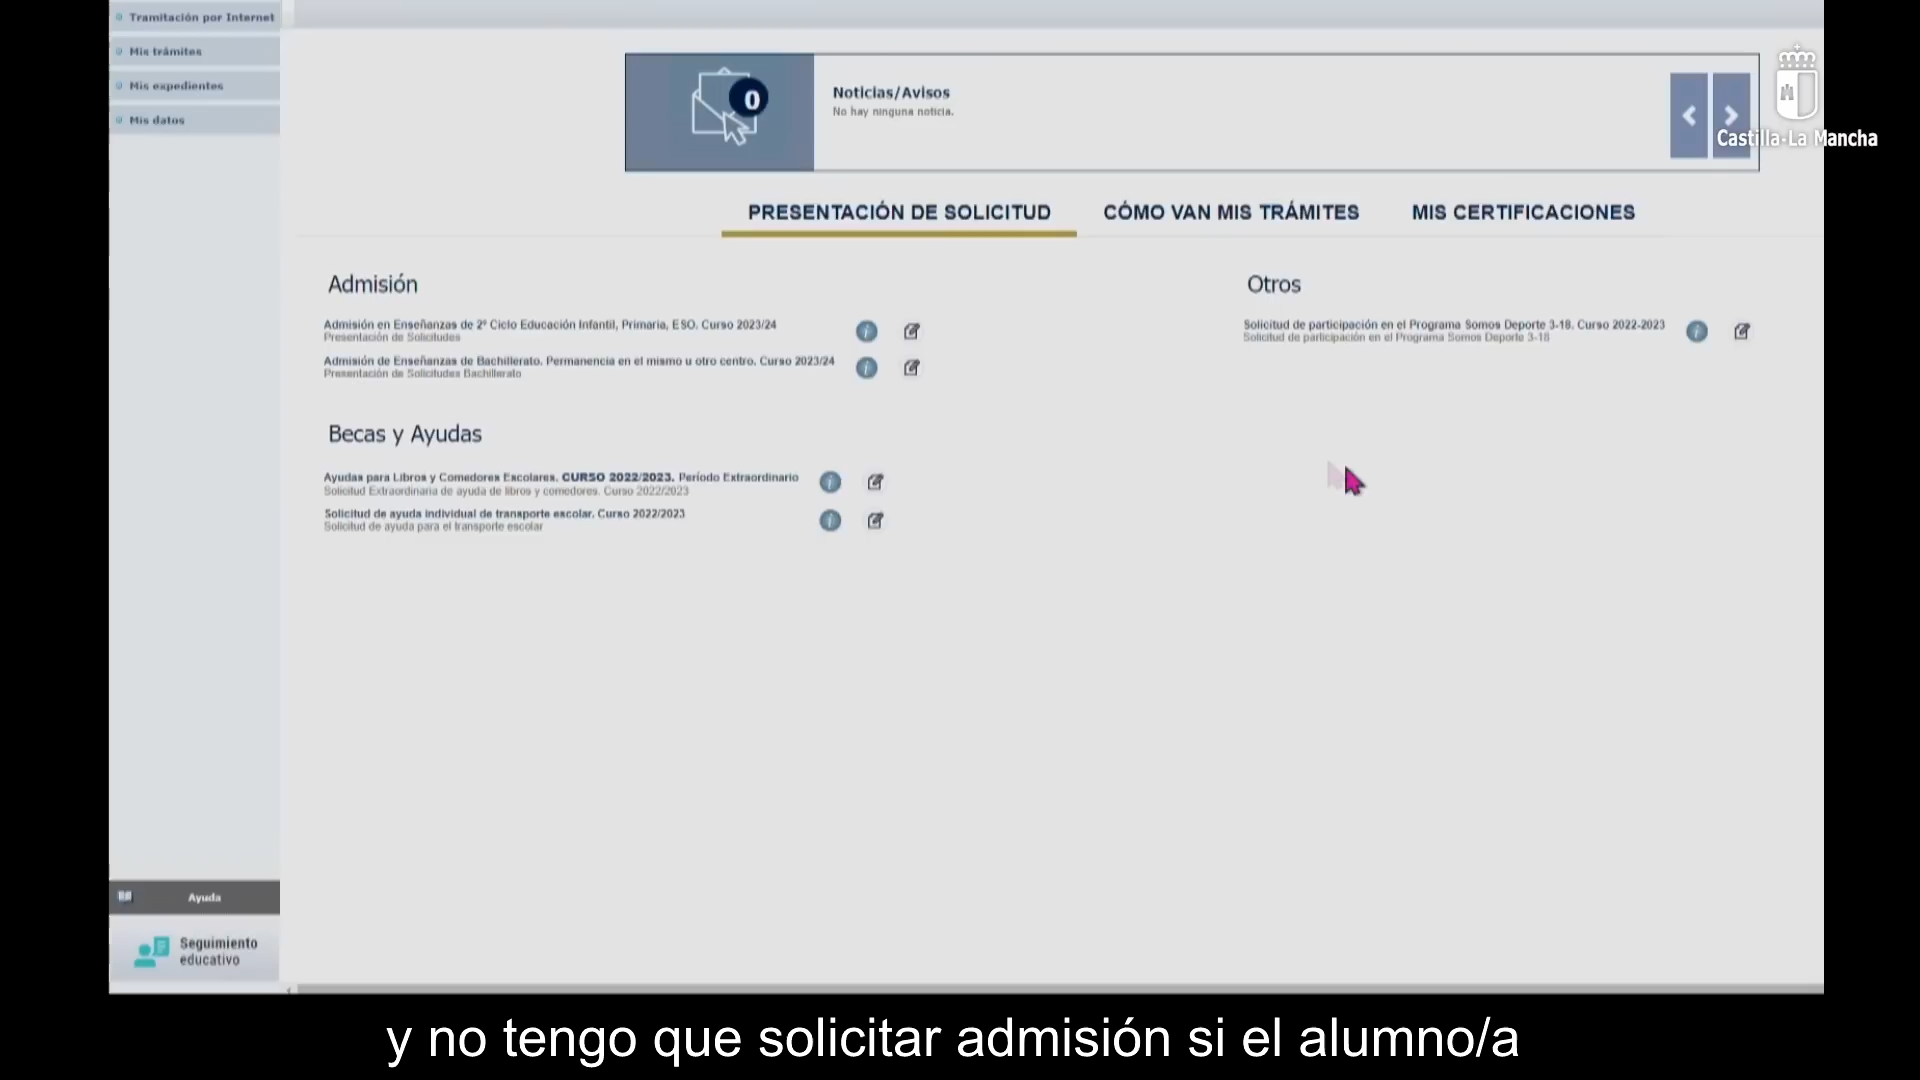 Tramitación por Internet
Mis trámites
Mis expedientes
Mis datos
0
Noticias/Avisos
No hay ninguna noticia.
Castilla-La Mancha
PRESENTACIÓN DE SOLICITUD
CÓMO VAN MIS TRÁMITES
MIS CERTIFICACIONES
Admisión
Admisión en Enseñanzas de 2º Ciclo Educación Infantil, Primaria, ESO. Curso 2023/24
Presentación de Solicitudes
Admisión de Enseñanzas de Bachillerato. Permanencia en el mismo u otro centro. Curso 2023/24
Presentación de Solicitudes Bachillerato
Otros
Solicitud de participación en el Programa Somos Deporte 3-18. Curso 2022-2023
Solicitud de participación en el Programa Somos Deporte 3-18
Becas y Ayudas
Ayudas para Libros y Comedores Escolares. CURSO 2022/2023. Período Extraordinario
Solicitud Extraordinaria de ayuda de libros y comedores. Curso 2022/2023
Solicitud de ayuda individual de transporte escolar. Curso 2022/2023
Solicitud de ayuda para el transporte escolar
Ayuda
Seguimiento
educativo
y no tengo que solicitar admisión si el alumno/a